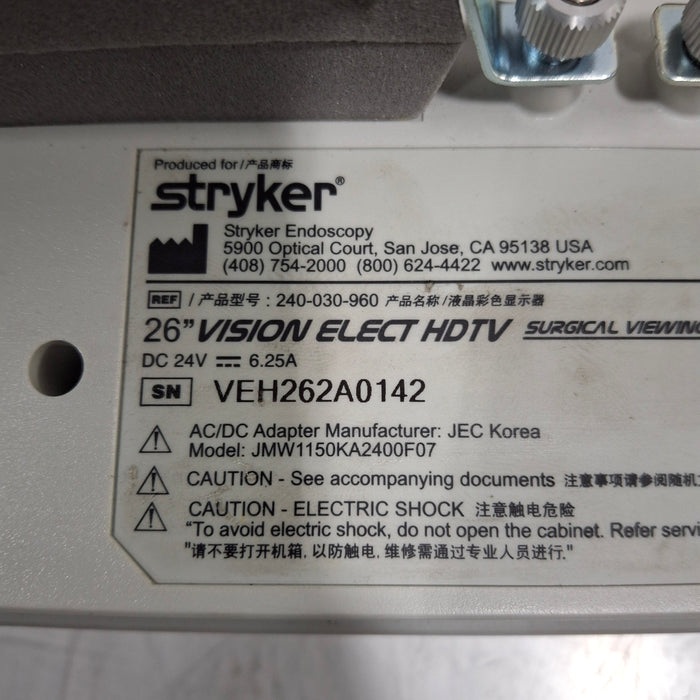 Produced for/产品商标
stryker®
Stryker Endoscopy
5900 Optical Court, San Jose, CA 95138 USA
(408) 754-2000 (800) 624-4422 www.stryker.com
REF / 产品型号 : 240-030-960 产品名称/液晶彩色显示器
26” VISION ELECT HDTV SURGICAL VIEWING
DC 24V ⎓ 6.25A
SN VEH262A0142
AC/DC Adapter Manufacturer: JEC Korea
Model: JMW1150KA2400F07
CAUTION - See accompanying documents 注意事项请参阅随机
CAUTION - ELECTRIC SHOCK 注意触电危险
“To avoid electric shock, do not open the cabinet. Refer servi
"请不要打开机箱, 以防触电, 维修需通过专业人员进行."